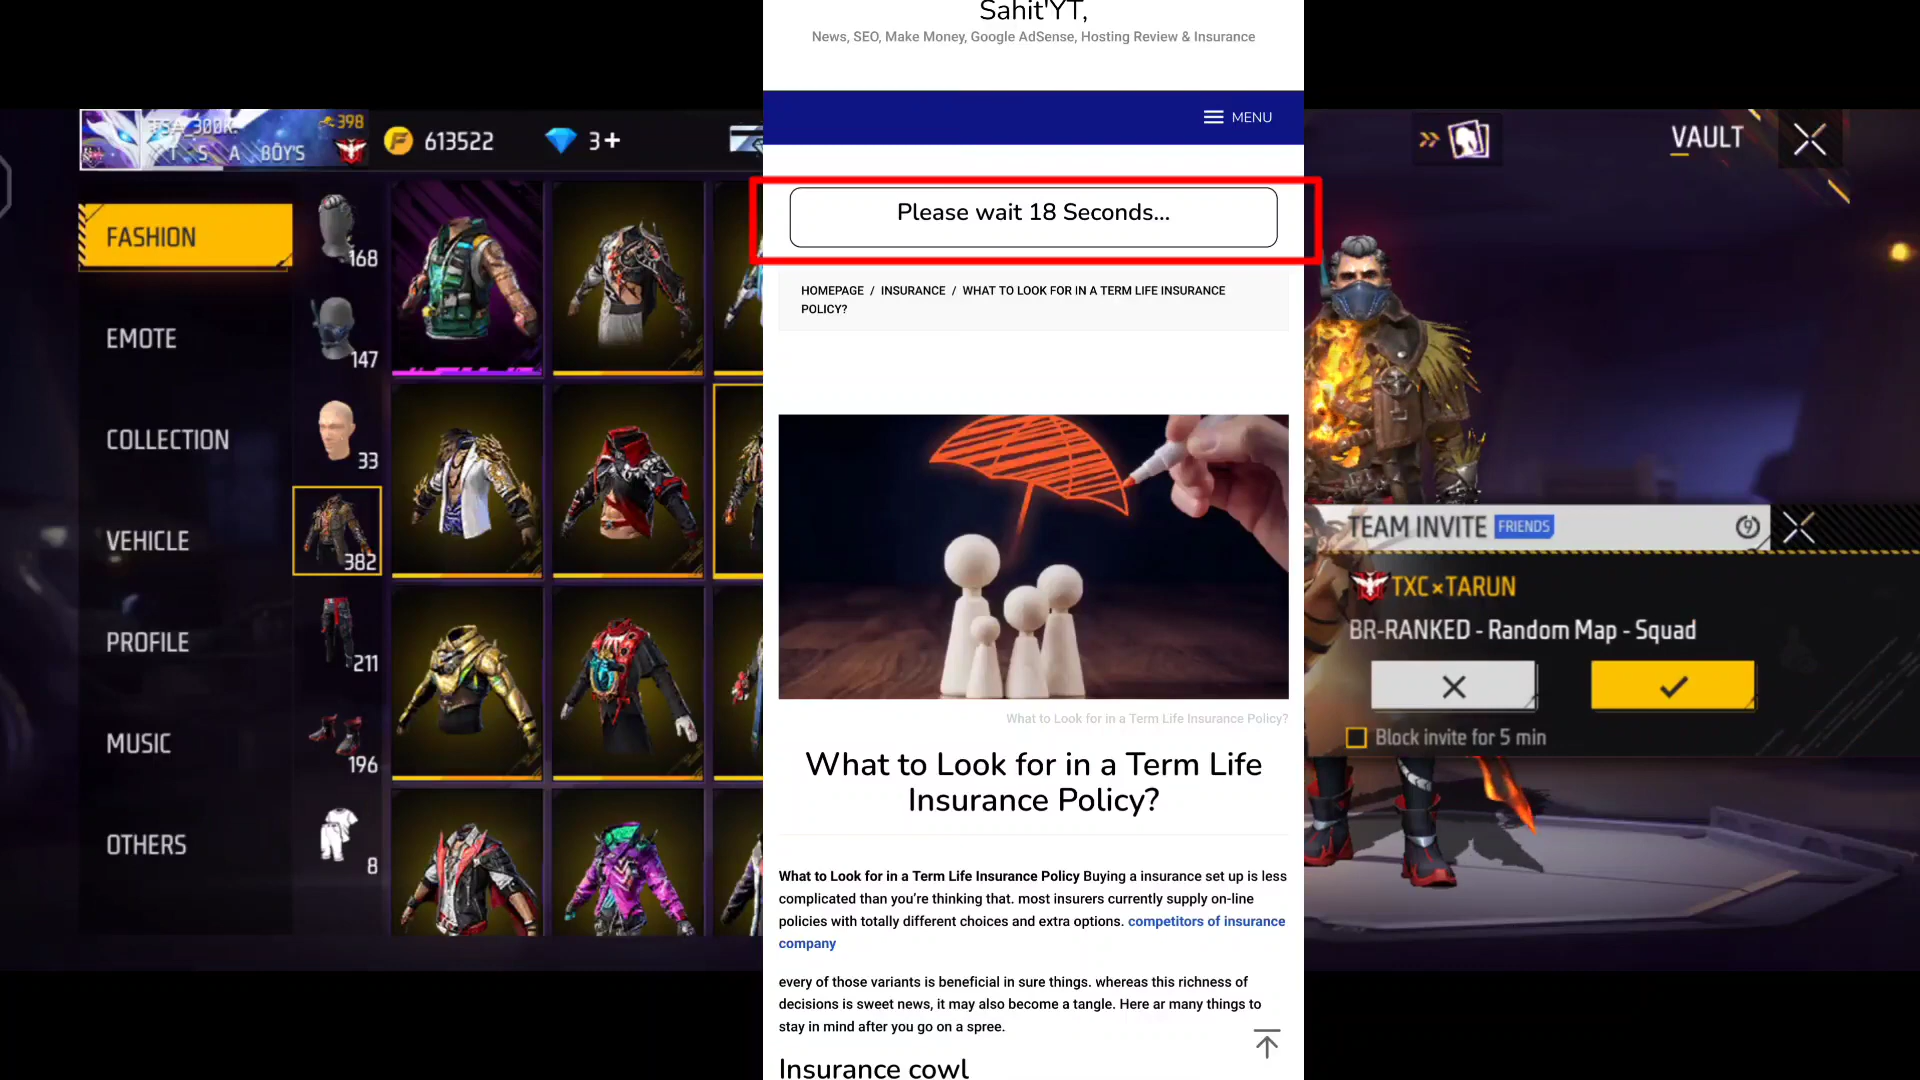 Sahit'YT,
News, SEO, Make Money, Google AdSense, Hosting Review & Insurance
MENU
Please wait 18 Seconds...
HOMEPAGE / INSURANCE / WHAT TO LOOK FOR IN A TERM LIFE INSURANCE
POLICY?
What to Look for in a Term Life Insurance Policy?
What to Look for in a Term Life
Insurance Policy?
What to Look for in a Term Life Insurance Policy Buying a insurance set up is less
complicated than you're thinking that. most insurers currently supply on-line
policies with totally different choices and extra options. competitors of insurance
company
every of those variants is beneficial in sure things. whereas this richness of
decisions is sweet news, it may also become a tangle. Here ar many things to
stay in mind after you go on a spree.
Insurance cowl
TSA_300K.
398
T S A BÖY'S
613522
3+
FASHION
EMOTE
COLLECTION
VEHICLE
PROFILE
MUSIC
OTHERS
168
147
33
382
211
196
8
VAULT
TEAM INVITE FRIENDS
9
TXC×TARUN
BR-RANKED - Random Map - Squad
Block invite for 5 min